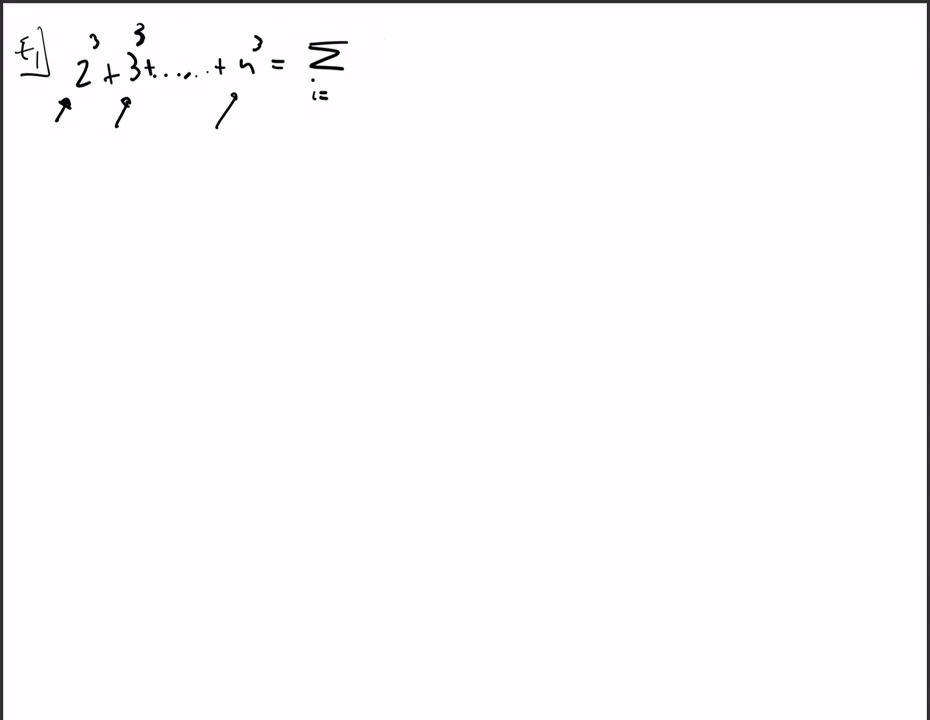 E1] 2³ + 3³ + ..... + n³ = Σ
i=